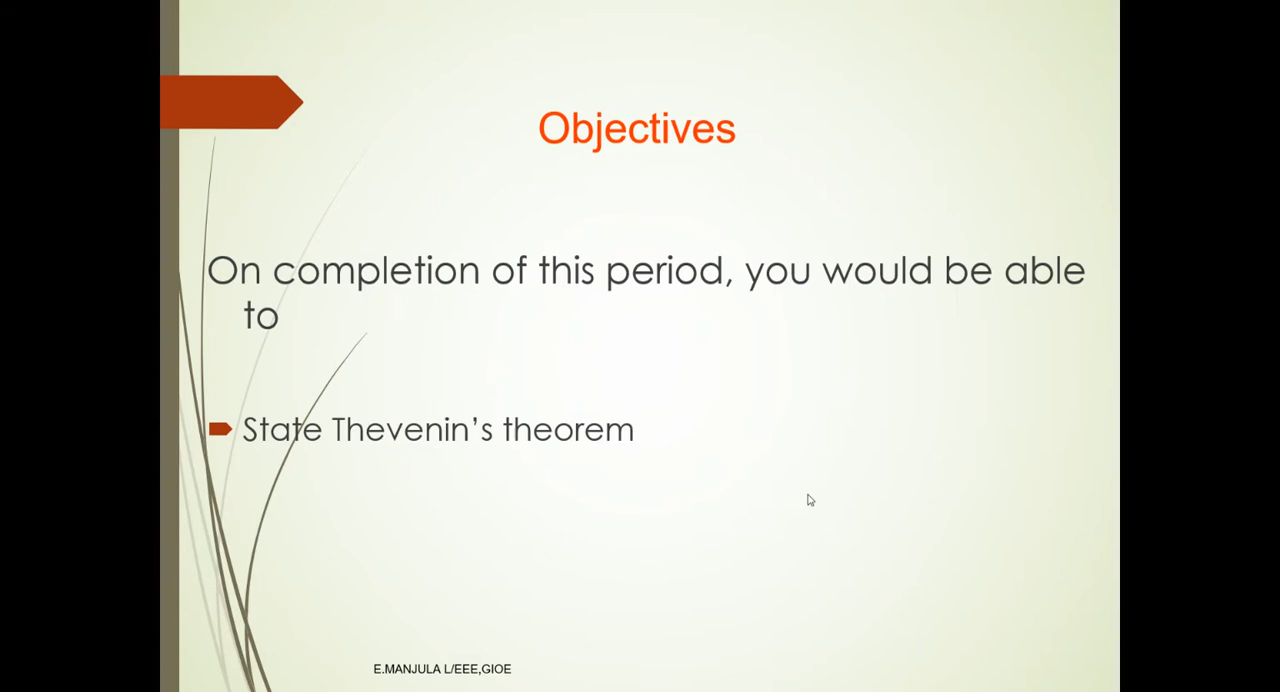 Objectives
On completion of this period, you would be able
to
State Thevenin’s theorem
E.MANJULA L/EEE,GIOE